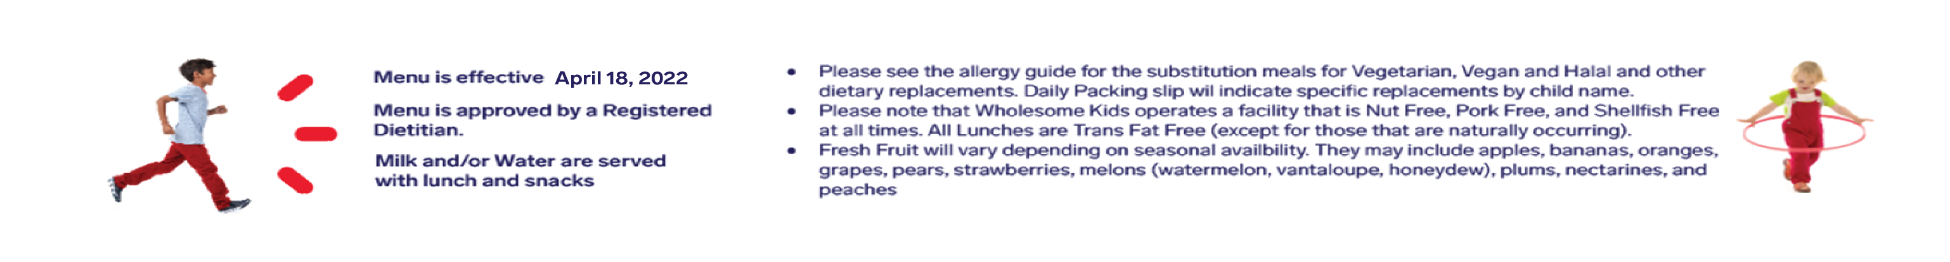 Menu is effective April 18, 2022
Menu is approved by a Registered
Dietitian.
Milk and/or Water are served
with lunch and snacks
• Please see the allergy guide for the substitution meals for Vegetarian, Vegan and Halal and other
dietary replacements. Daily Packing slip wil indicate specific replacements by child name.
• Please note that Wholesome Kids operates a facility that is Nut Free, Pork Free, and Shellfish Free
at all times. All Lunches are Trans Fat Free (except for those that are naturally occurring).
• Fresh Fruit will vary depending on seasonal availbility. They may include apples, bananas, oranges,
grapes, pears, strawberries, melons (watermelon, vantaloupe, honeydew), plums, nectarines, and
peaches